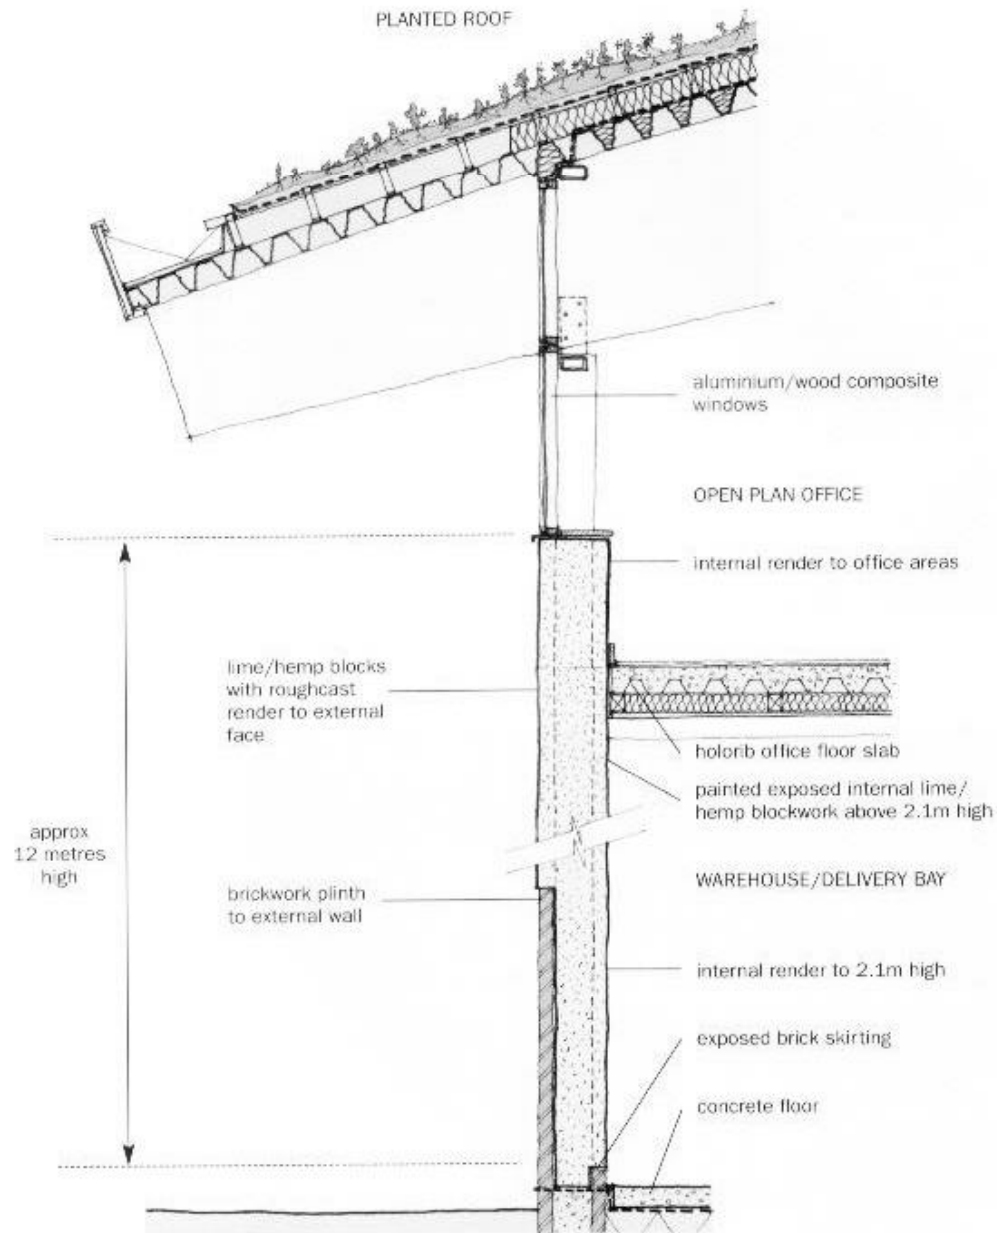 PLANTED ROOF
aluminium/wood composite
windows
OPEN PLAN OFFICE
internal render to office areas
lime/hemp blocks
with roughcast
render to external
face
holorib office floor slab
painted exposed internal lime/
hemp blockwork above 2.1m high
approx
12 metres
high
WAREHOUSE/DELIVERY BAY
brickwork plinth
to external wall
internal render to 2.1m high
exposed brick skirting
concrete floor